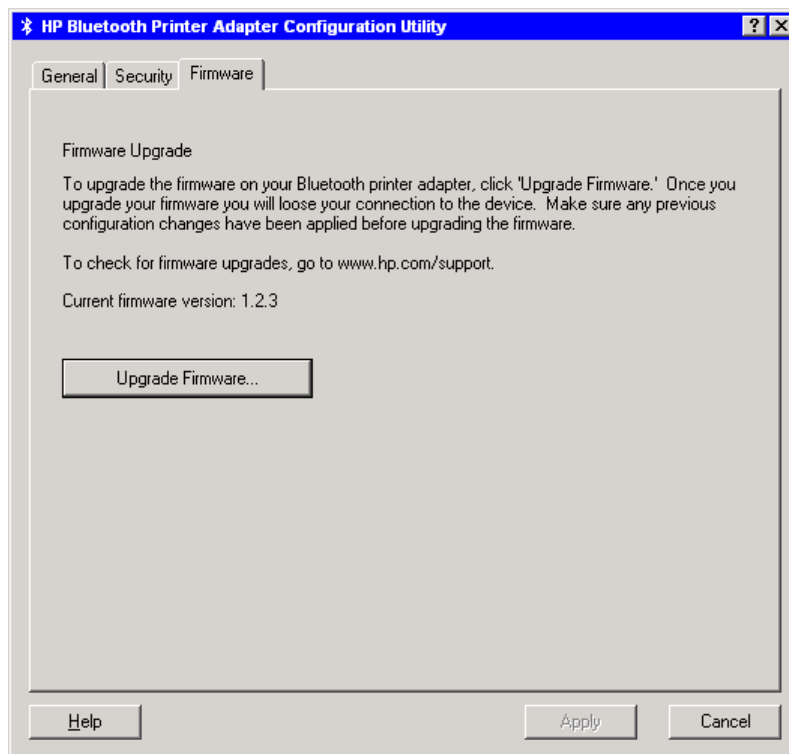 HP Bluetooth Printer Adapter Configuration Utility
General Security Firmware
Firmware Upgrade
To upgrade the firmware on your Bluetooth printer adapter, click 'Upgrade Firmware.' Once you
upgrade your firmware you will loose your connection to the device. Make sure any previous
configuration changes have been applied before upgrading the firmware.
To check for firmware upgrades, go to www.hp.com/support.
Current firmware version: 1.2.3
Upgrade Firmware...
Help Apply Cancel